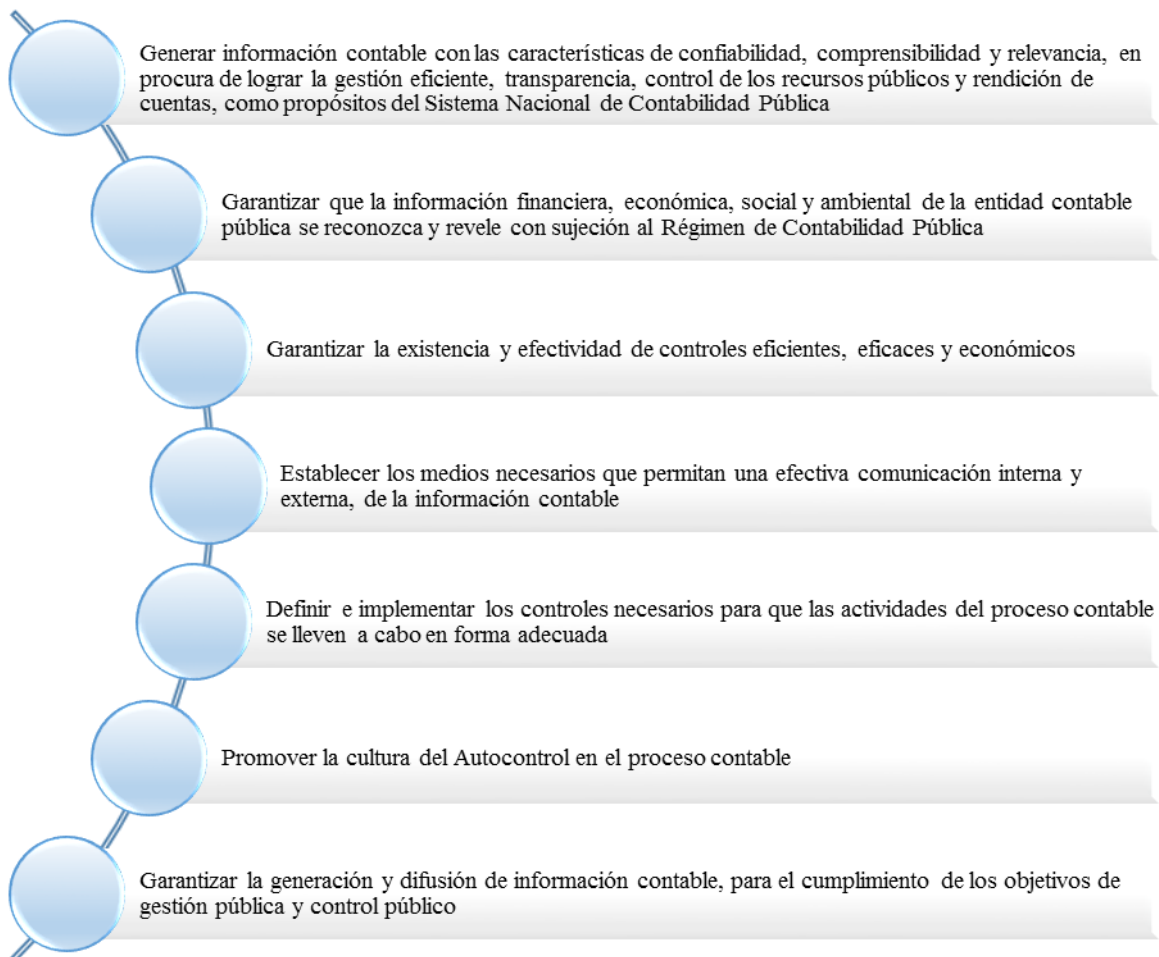 Generar información contable con las características de confiabilidad, comprensibilidad y relevancia, en
procura de lograr la gestión eficiente, transparencia, control de los recursos públicos y rendición de
cuentas, como propósitos del Sistema Nacional de Contabilidad Pública
Garantizar que la información financiera, económica, social y ambiental de la entidad contable
pública se reconozca y revele con sujeción al Régimen de Contabilidad Pública
Garantizar la existencia y efectividad de controles eficientes, eficaces y económicos
Establecer los medios necesarios que permitan una efectiva comunicación interna y
externa, de la información contable
Definir e implementar los controles necesarios para que las actividades del proceso contable
se lleven a cabo en forma adecuada
Promover la cultura del Autocontrol en el proceso contable
Garantizar la generación y difusión de información contable, para el cumplimiento de los objetivos de
gestión pública y control público